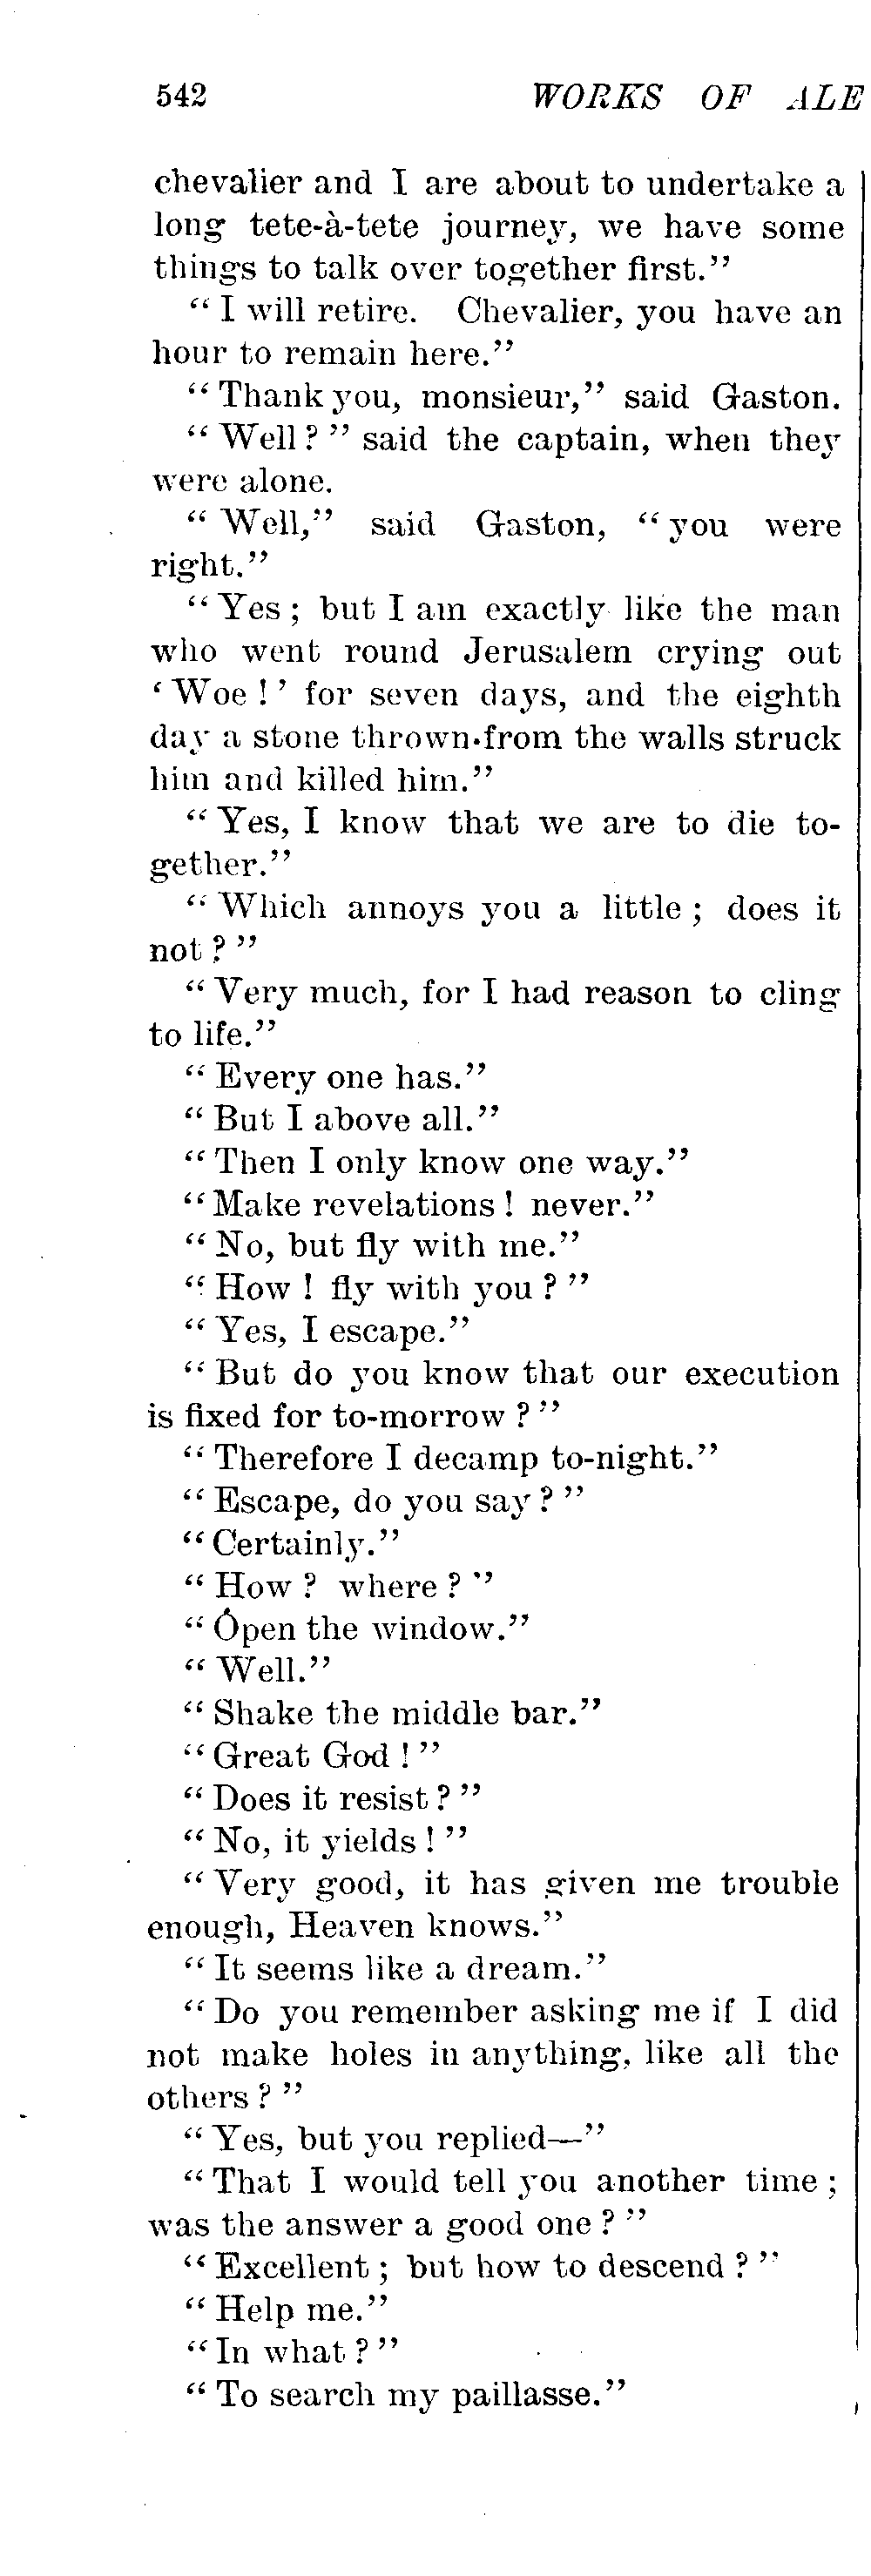 542 WORKS OF ALE
chevalier and I are about to undertake a
long tete-à-tete journey, we have some
things to talk over together first."
"I will retire. Chevalier, you have an
hour to remain here."
"Thank you, monsieur," said Gaston.
"Well?" said the captain, when they
were alone.
"Well," said Gaston, "you were
right."
"Yes; but I am exactly like the man
who went round Jerusalem crying out
'Woe!' for seven days, and the eighth
day a stone thrown from the walls struck
him and killed him."
"Yes, I know that we are to die to-
gether."
"Which annoys you a little; does it
not?"
"Very much, for I had reason to cling
to life."
"Every one has."
"But I above all."
"Then I only know one way."
"Make revelations! never."
"No, but fly with me."
"How! fly with you?"
"Yes, I escape."
"But do you know that our execution
is fixed for to-morrow?"
"Therefore I decamp to-night."
"Escape, do you say?"
"Certainly."
"How? where?"
"Open the window."
"Well."
"Shake the middle bar."
"Great God!"
"Does it resist?"
"No, it yields!"
"Very good, it has given me trouble
enough, Heaven knows."
"It seems like a dream."
"Do you remember asking me if I did
not make holes in anything, like all the
others?"
"Yes, but you replied—"
"That I would tell you another time;
was the answer a good one?"
"Excellent; but how to descend?"
"Help me."
"In what?"
"To search my paillasse."